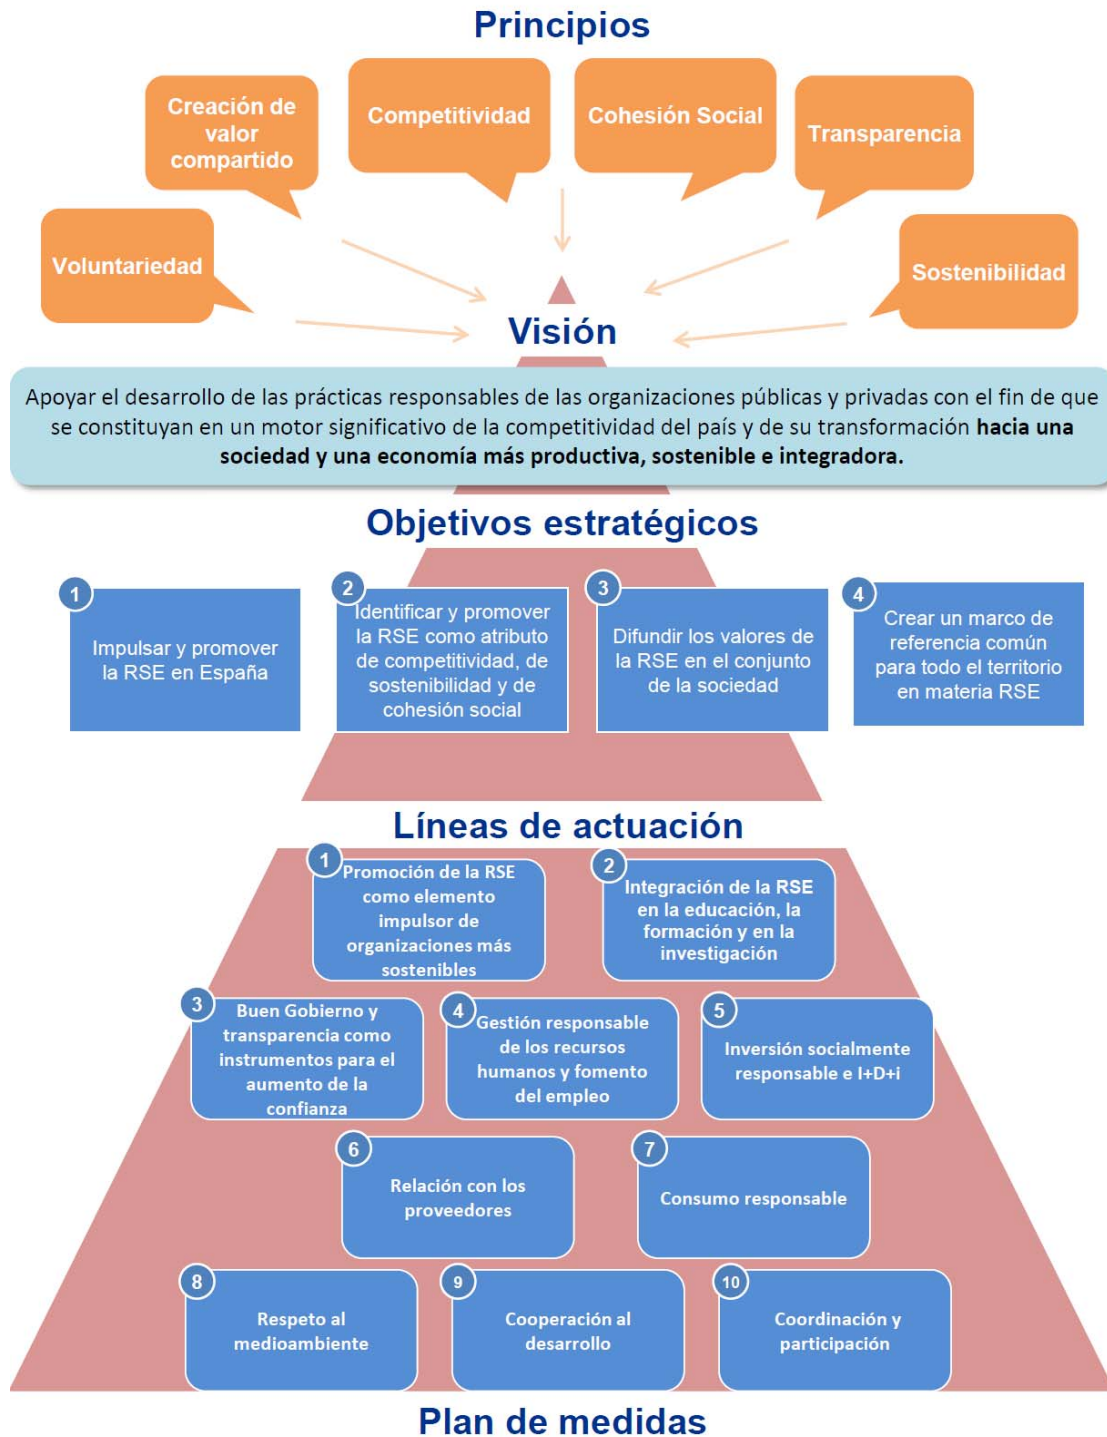 Principios
Creación de
valor
compartido
Competitividad
Cohesión Social
Transparencia
Voluntariedad
Sostenibilidad
Visión
Apoyar el desarrollo de las prácticas responsables de las organizaciones públicas y privadas con el fin de que
se constituyan en un motor significativo de la competitividad del país y de su transformación hacia una
sociedad y una economía más productiva, sostenible e integradora.
Objetivos estratégicos
1
Impulsar y promover
la RSE en España
2
Identificar y promover
la RSE como atributo
de competitividad, de
sostenibilidad y de
cohesión social
3
Difundir los valores de
la RSE en el conjunto
de la sociedad
4
Crear un marco de
referencia común
para todo el territorio
en materia RSE
Líneas de actuación
1
Promoción de la RSE
como elemento
impulsor de
organizaciones más
sostenibles
2
Integración de la RSE
en la educación, la
formación y en la
investigación
3
Buen Gobierno y
transparencia como
instrumentos para el
aumento de la
confianza
4
Gestión responsable
de los recursos
humanos y fomento
del empleo
5
Inversión socialmente
responsable e I+D+i
6
Relación con los
proveedores
7
Consumo responsable
8
Respeto al
medioambiente
9
Cooperación al
desarrollo
10
Coordinación y
participación
Plan de medidas